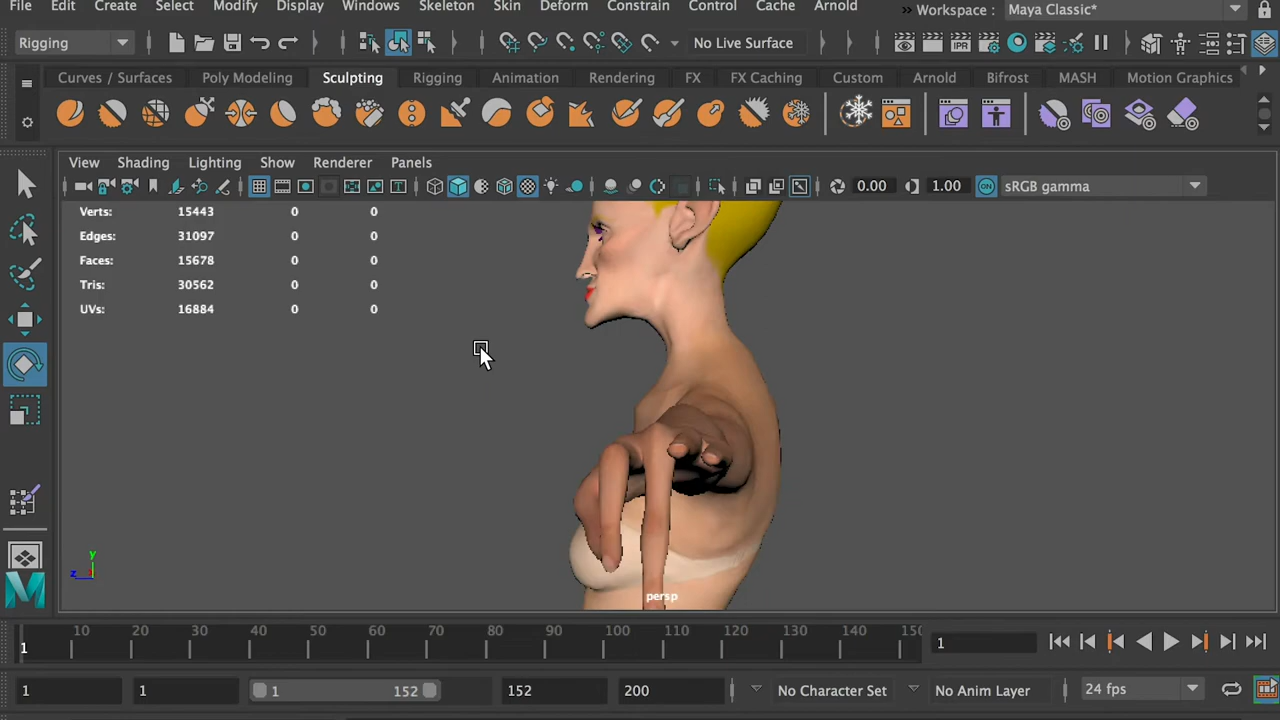 File Edit Create Select Modify Display Windows Skeleton Skin Deform Constrain Control Cache Arnold >> Workspace: Maya Classic*
Rigging No Live Surface IPR
Curves / Surfaces Poly Modeling Sculpting Rigging Animation Rendering FX FX Caching Custom Arnold Bifrost MASH Motion Graphics
View Shading Lighting Show Renderer Panels
0.00 1.00 ON sRGB gamma
Verts: 15443 0 0
Edges: 31097 0 0
Faces: 15678 0 0
Tris: 30562 0 0
UVs: 16884 0 0
y
z
persp
10 20 30 40 50 60 70 80 90 100 110 120 130 140 150
1 1
1 1 1 152 152 200 No Character Set No Anim Layer 24 fps